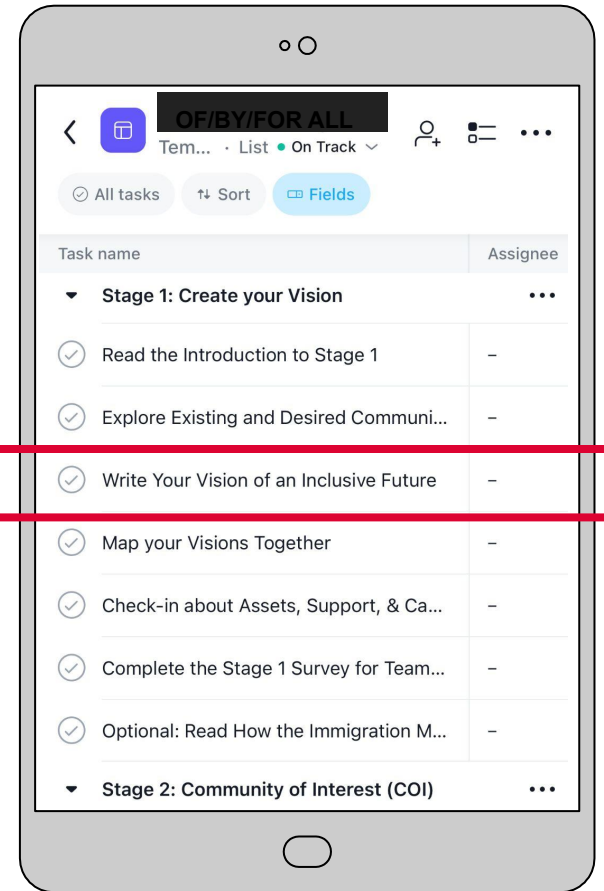 OF/BY/FOR ALL
Tem... · List • On Track
All tasks Sort Fields
Task name Assignee
Stage 1: Create your Vision
Read the Introduction to Stage 1 –
Explore Existing and Desired Communi... –
Write Your Vision of an Inclusive Future –
Map your Visions Together –
Check-in about Assets, Support, & Ca... –
Complete the Stage 1 Survey for Team... –
Optional: Read How the Immigration M... –
Stage 2: Community of Interest (COI)